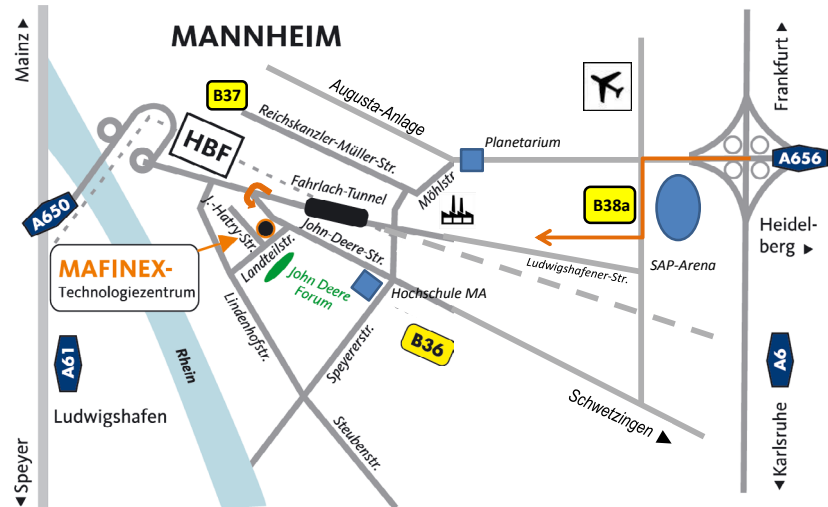 MANNHEIM
Mainz
Frankfurt
B37
Augusta-Anlage
Reichskanzler-Müller-Str.
HBF
Planetarium
A656
Fahrlach-Tunnel
Möhlstr
B38a
A650
J.-Hatry-Str.
John-Deere-Str.
Heidel-
berg
MAFINEX-
Technologiezentrum
Landteilstr.
Ludwigshafener-Str.
SAP-Arena
John Deere
Forum
Hochschule MA
Lindenhofstr.
Rhein
Speyererstr.
B36
A61
A6
Ludwigshafen
Schwetzingen
Steubenstr.
Speyer
Karlsruhe